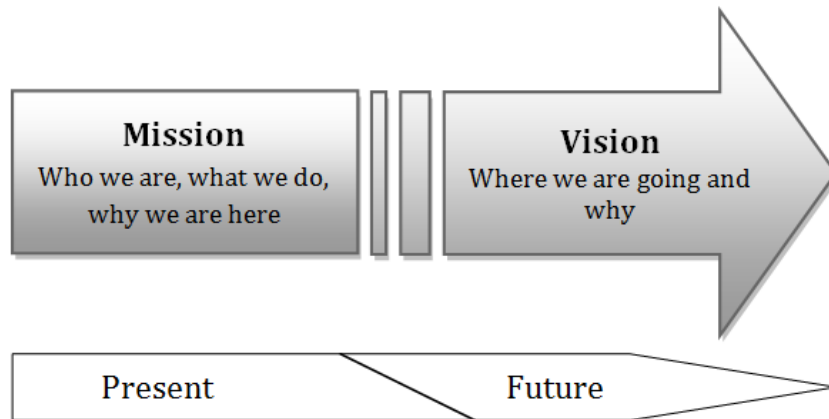 Mission
Who we are, what we do,
why we are here
Vision
Where we are going and
why
Present
Future